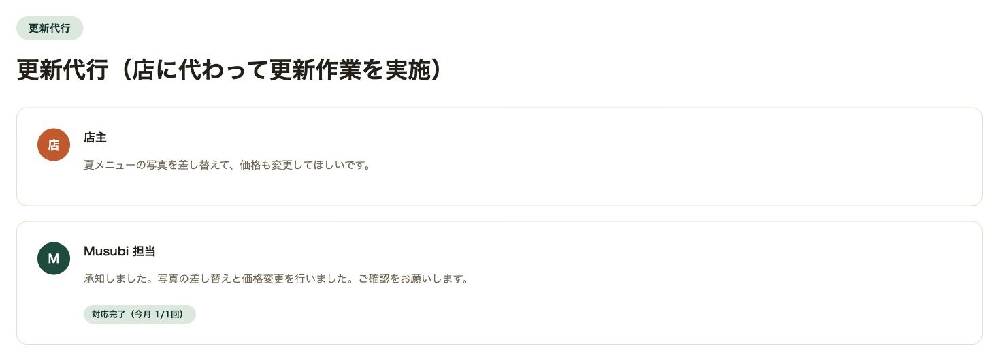 更新代行
更新代行（店に代わって更新作業を実施）
店
店主
夏メニューの写真を差し替えて、価格も変更してほしいです。
M
Musubi 担当
承知しました。写真の差し替えと価格変更を行いました。ご確認をお願いします。
対応完了（今月 1/1回）